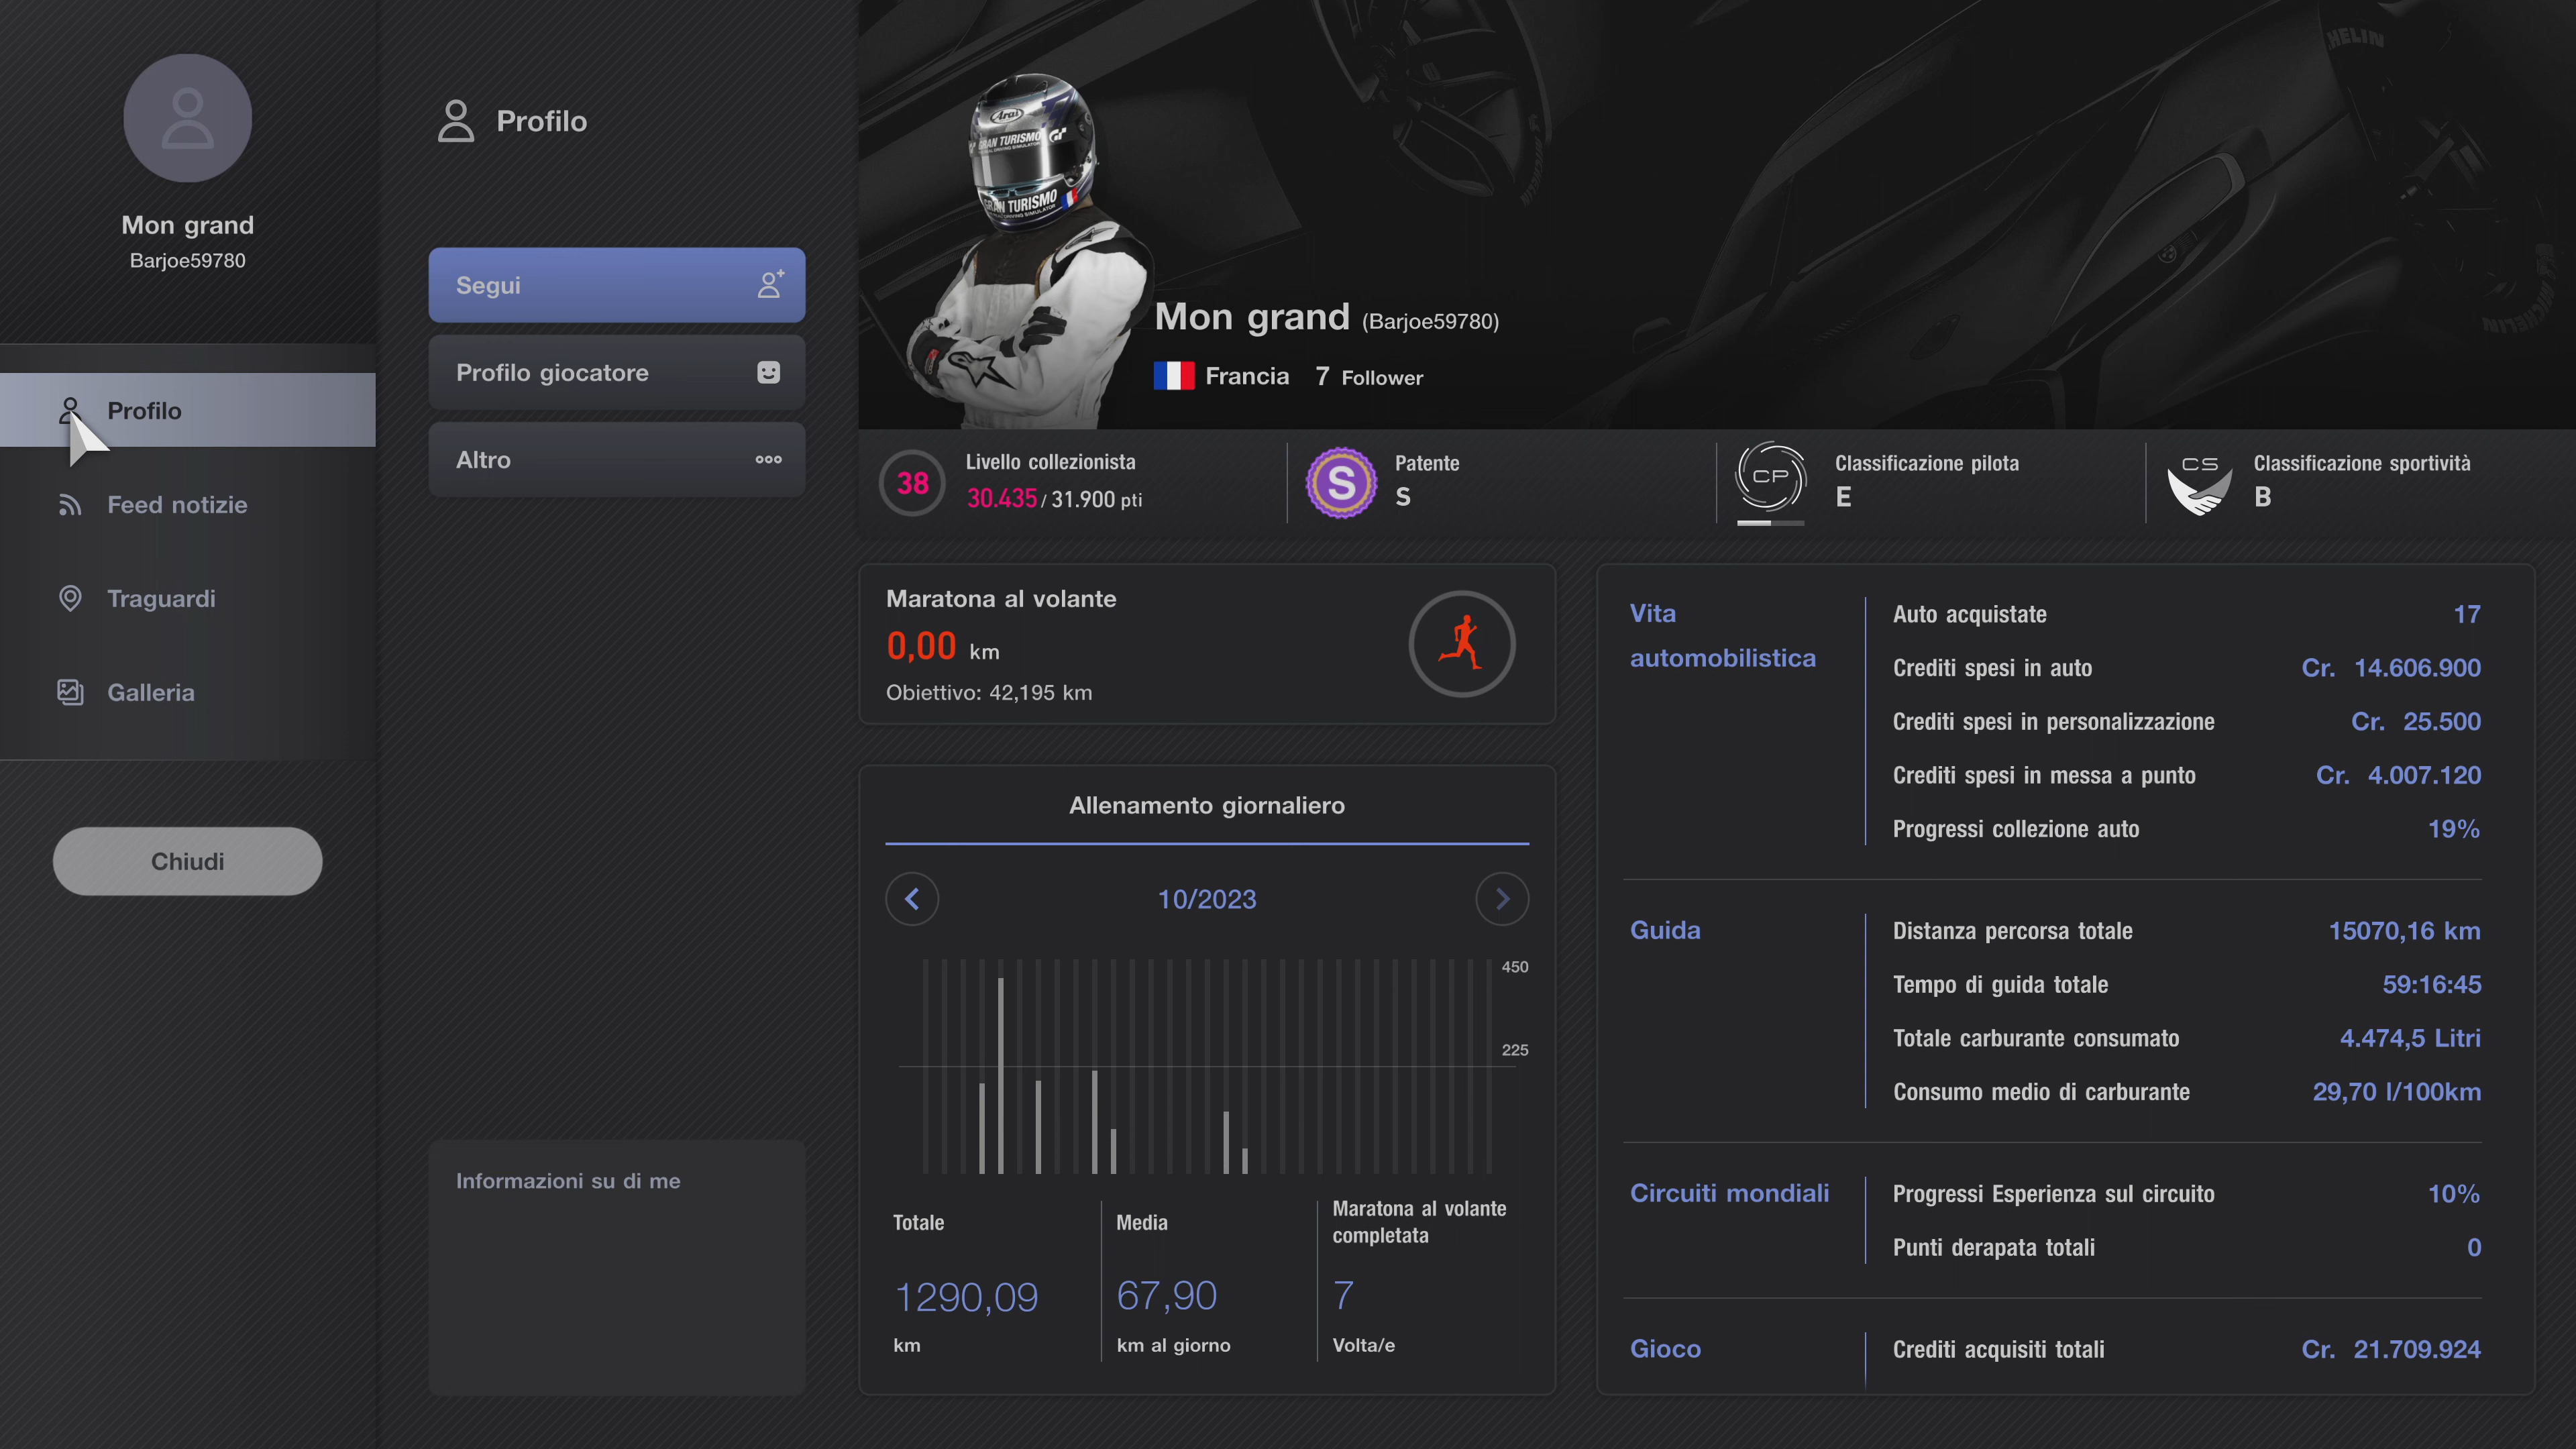 Mon grand
Barjoe59780
Profilo
Feed notizie
Traguardi
Galleria
Chiudi
Profilo
Segui
Profilo giocatore
Altro
Informazioni su di me
Arai
GRAN TURISMO
GRAN TURISMO
Mon grand (Barjoe59780)
Francia 7 Follower
38
Livello collezionista
30.435 / 31.900 pti
S
Patente
S
CP
Classificazione pilota
E
CS
Classificazione sportività
B
Maratona al volante
0,00 km
Obiettivo: 42,195 km
Allenamento giornaliero
10/2023
450
225
Totale
1290,09
km
Media
67,90
km al giorno
Maratona al volante
completata
7
Volta/e
Vita
automobilistica
Auto acquistate 17
Crediti spesi in auto Cr. 14.606.900
Crediti spesi in personalizzazione Cr. 25.500
Crediti spesi in messa a punto Cr. 4.007.120
Progressi collezione auto 19%
Guida
Distanza percorsa totale 15070,16 km
Tempo di guida totale 59:16:45
Totale carburante consumato 4.474,5 Litri
Consumo medio di carburante 29,70 l/100km
Circuiti mondiali
Progressi Esperienza sul circuito 10%
Punti derapata totali 0
Gioco
Crediti acquisiti totali Cr. 21.709.924